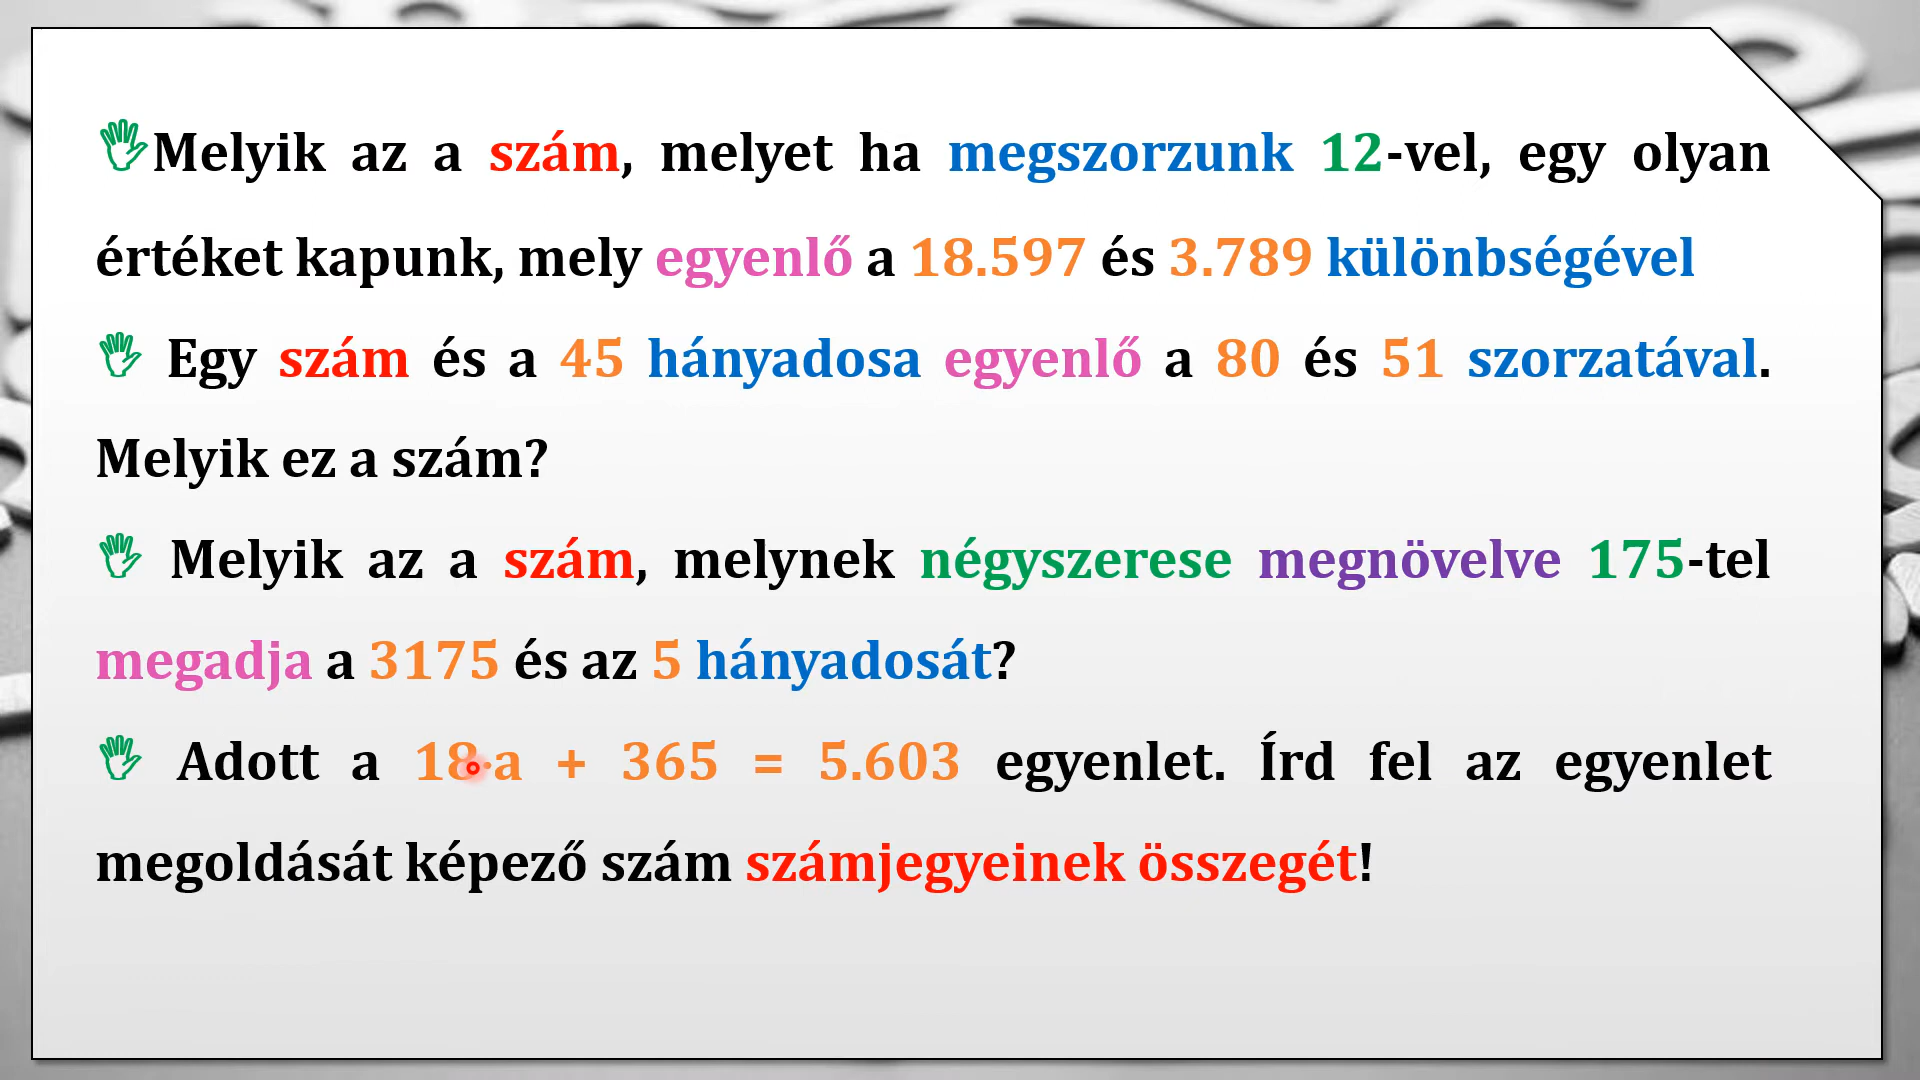 Melyik az a szám, melyet ha megszorzunk 12-vel, egy olyan
értéket kapunk, mely egyenlő a 18.597 és 3.789 különbségével
Egy szám és a 45 hányadosa egyenlő a 80 és 51 szorzatával.
Melyik ez a szám?
Melyik az a szám, melynek négyszerese megnövelve 175-tel
megadja a 3175 és az 5 hányadosát?
Adott a 18·a + 365 = 5.603 egyenlet. Írd fel az egyenlet
megoldását képező szám számjegyeinek összegét!